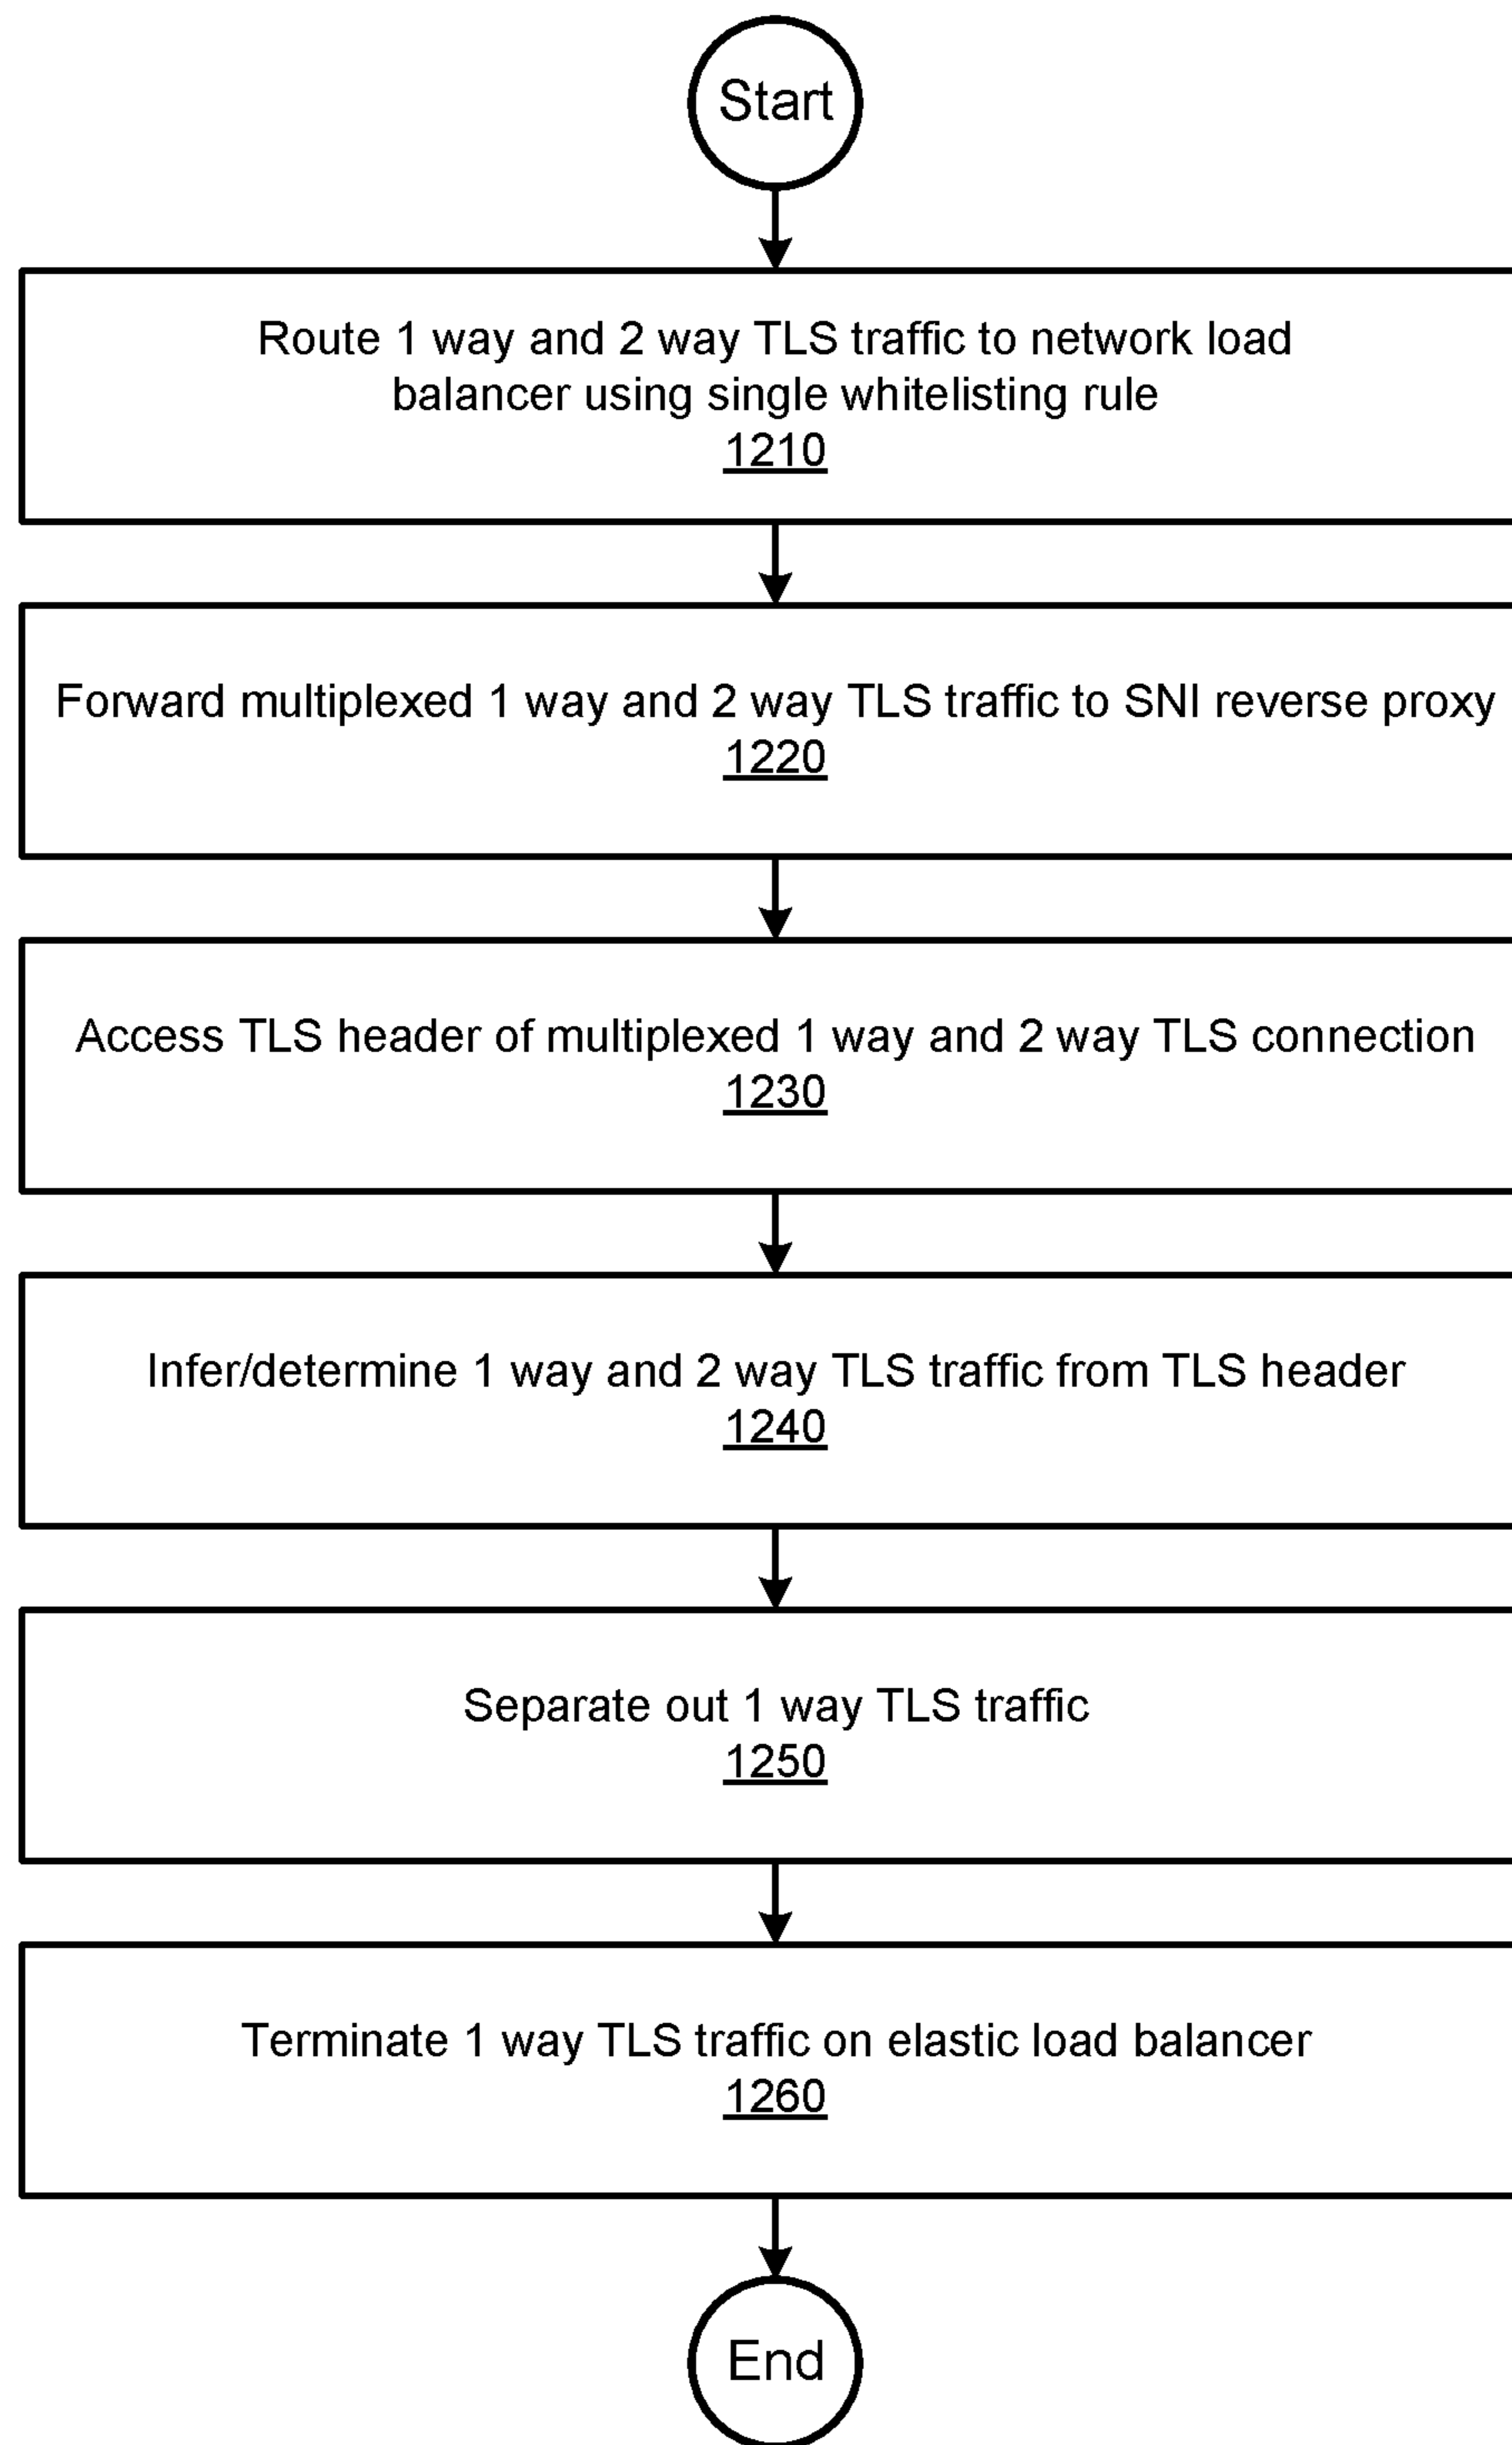 Start
Route 1 way and 2 way TLS traffic to network load
balancer using single whitelisting rule
1210
Forward multiplexed 1 way and 2 way TLS traffic to SNI reverse proxy
1220
Access TLS header of multiplexed 1 way and 2 way TLS connection
1230
Infer/determine 1 way and 2 way TLS traffic from TLS header
1240
Separate out 1 way TLS traffic
1250
Terminate 1 way TLS traffic on elastic load balancer
1260
End